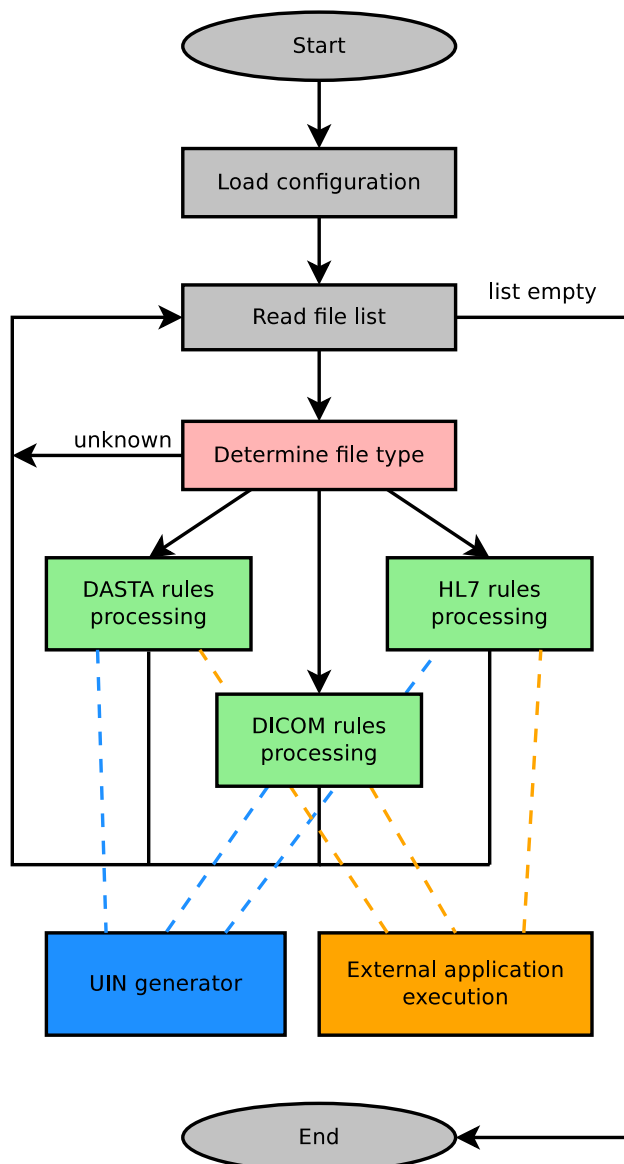 Start
Load configuration
list empty
Read file list
unknown
Determine file type
DASTA rules
processing
HL7 rules
processing
DICOM rules
processing
UIN generator
External application
execution
End